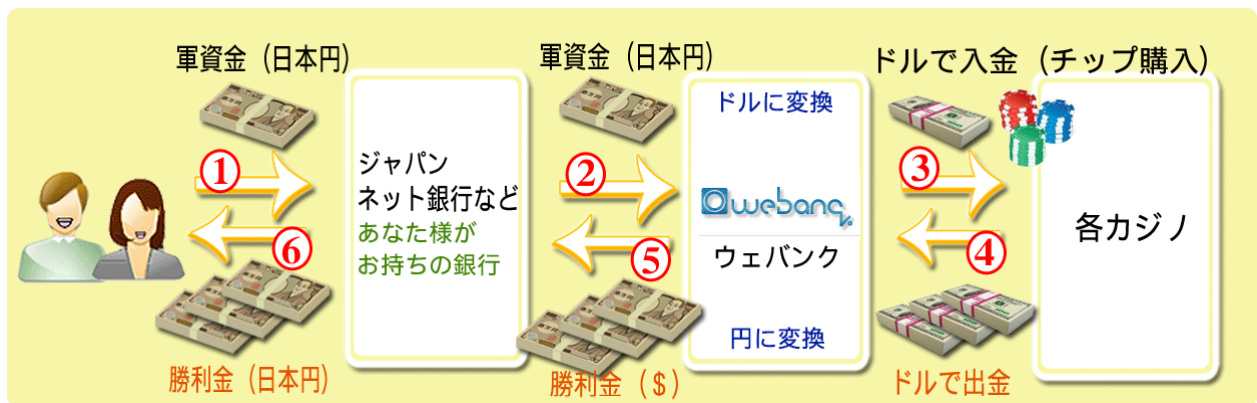 軍資金（日本円）
①
ジャパン
ネット銀行など
あなた様が
お持ちの銀行
⑥
勝利金（日本円）
軍資金（日本円）
②
ドルに変換
webanq
ウェバンク
円に変換
⑤
勝利金（＄）
ドルで入金（チップ購入）
③
各カジノ
④
ドルで出金